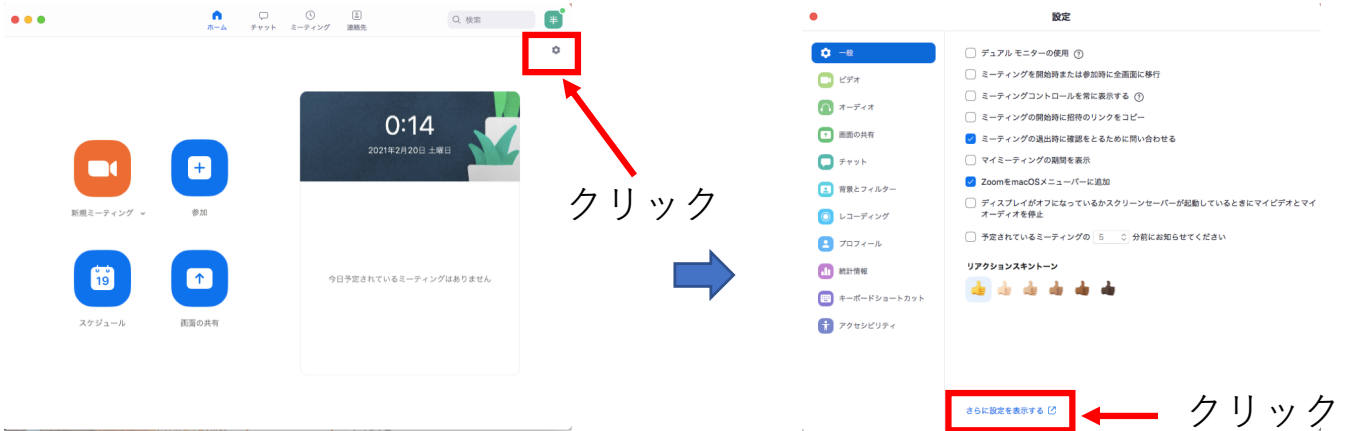 ホーム
チャット
ミーティング
連絡先
検索
半
0:14
2021年2月20日 土曜日
新規ミーティング
参加
19
スケジュール
画面の共有
今日予定されているミーティングはありません
クリック
設定
一般
ビデオ
オーディオ
画面の共有
チャット
背景とフィルター
レコーディング
プロフィール
統計情報
キーボードショートカット
アクセシビリティ
デュアル モニターの使用 ?
ミーティングを開始時または参加時に全画面に移行
ミーティングコントロールを常に表示する ?
ミーティングの開始時に招待のリンクをコピー
ミーティングの退出時に確認をとるために問い合わせる
マイミーティングの期間を表示
ZoomをmacOSメニューバーに追加
ディスプレイがオフになっているかスクリーンセーバーが起動しているときにマイビデオとマイ
オーディオを停止
予定されているミーティングの 5 分前にお知らせください
リアクションスキントーン
さらに設定を表示する
クリック